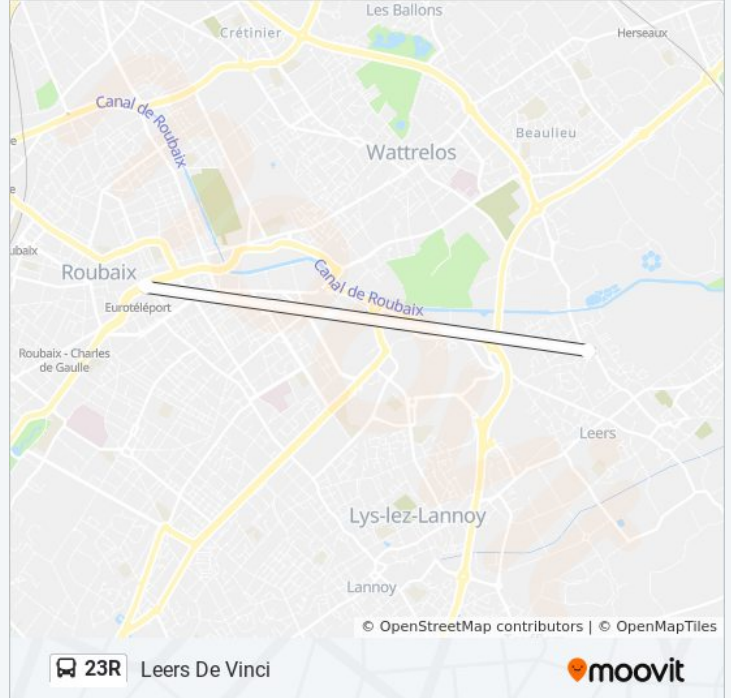 Les Ballons
Crétinier
Herseaux
Canal de Roubaix
Beaulieu
Wattrelos
ubaix
Roubaix
Canal de Roubaix
Eurotéléport
Roubaix - Charles
de Gaulle
Leers
Lys-lez-Lannoy
Lannoy
© OpenStreetMap contributors | © OpenMapTiles
23R Leers De Vinci
moovit